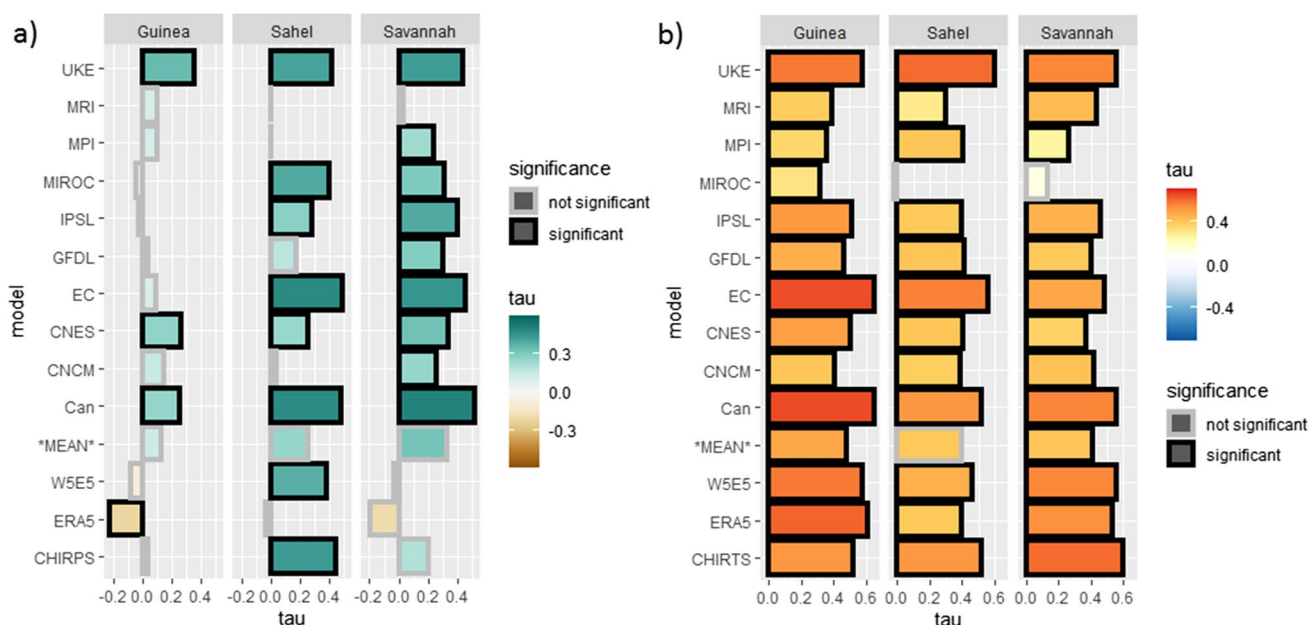 a)
Guinea Sahel Savannah
UKE
MRI
MPI
MIROC
IPSL
GFDL
EC
CNES
CNCM
Can
*MEAN*
W5E5
ERA5
CHIRPS
model
-0.2 0.0 0.2 0.4 -0.2 0.0 0.2 0.4 -0.2 0.0 0.2 0.4
tau
significance
not significant
significant
tau
0.3
0.0
-0.3
b)
Guinea Sahel Savannah
UKE
MRI
MPI
MIROC
IPSL
GFDL
EC
CNES
CNCM
Can
*MEAN*
W5E5
ERA5
CHIRTS
model
0.0 0.2 0.4 0.6 0.0 0.2 0.4 0.6 0.0 0.2 0.4 0.6
tau
tau
0.4
0.0
-0.4
significance
not significant
significant